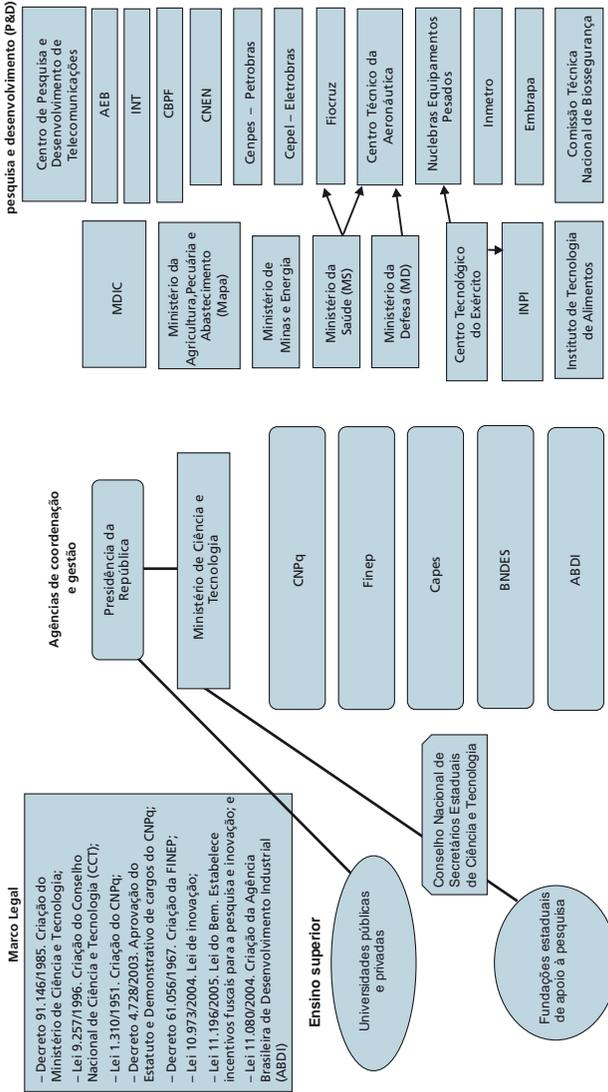 Marco Legal
– Decreto 91.146/1985. Criação do
Ministério de Ciência e Tecnologia;
– Lei 9.257/1996. Criação do Conselho
Nacional de Ciência e Tecnologia (CCT);
– Lei 1.310/1951. Criação do CNPq;
– Decreto 4.728/2003. Aprovação do
Estatuto e Demonstrativo de cargos do CNPq;
– Decreto 61.056/1967. Criação da FINEP;
– Lei 10.973/2004. Lei de inovação;
– Lei 11.196/2005. Lei do Bem. Estabelece
incentivos fuscais para a pesquisa e inovação; e
– Lei 11.080/2004. Criação da Agência
Brasileira de Desenvolvimento Industrial
(ABDI)
Ensino superior
Universidades públicas
e privadas
Conselho Nacional de
Secretários Estaduais
de Ciência e Tecnologia
Fundações estaduais
de apoio à pesquisa
Agências de coordenação
e gestão
Presidência da
República
Ministério de Ciência e
Tecnologia
CNPq
Finep
Capes
BNDES
ABDI
MDIC
Ministério da
Agricultura,Pecuária e
Abastecimento
(Mapa)
Ministério de
Minas e Energia
Ministério da
Saúde (MS)
Ministério da
Defesa (MD)
Centro Tecnológico
do Exército
INPI
Instituto de Tecnologia
de Alimentos
pesquisa e desenvolvimento (P&D)
Centro de Pesquisa e
Desenvolvimento de
Telecomunicações
AEB
INT
CBPF
CNEN
Cenpes – Petrobras
Cepel – Eletrobras
Fiocruz
Centro Técnico da
Aeronáutica
Nuclebras Equipamentos
Pesados
Inmetro
Embrapa
Comissão Técnica
Nacional de Biossegurança